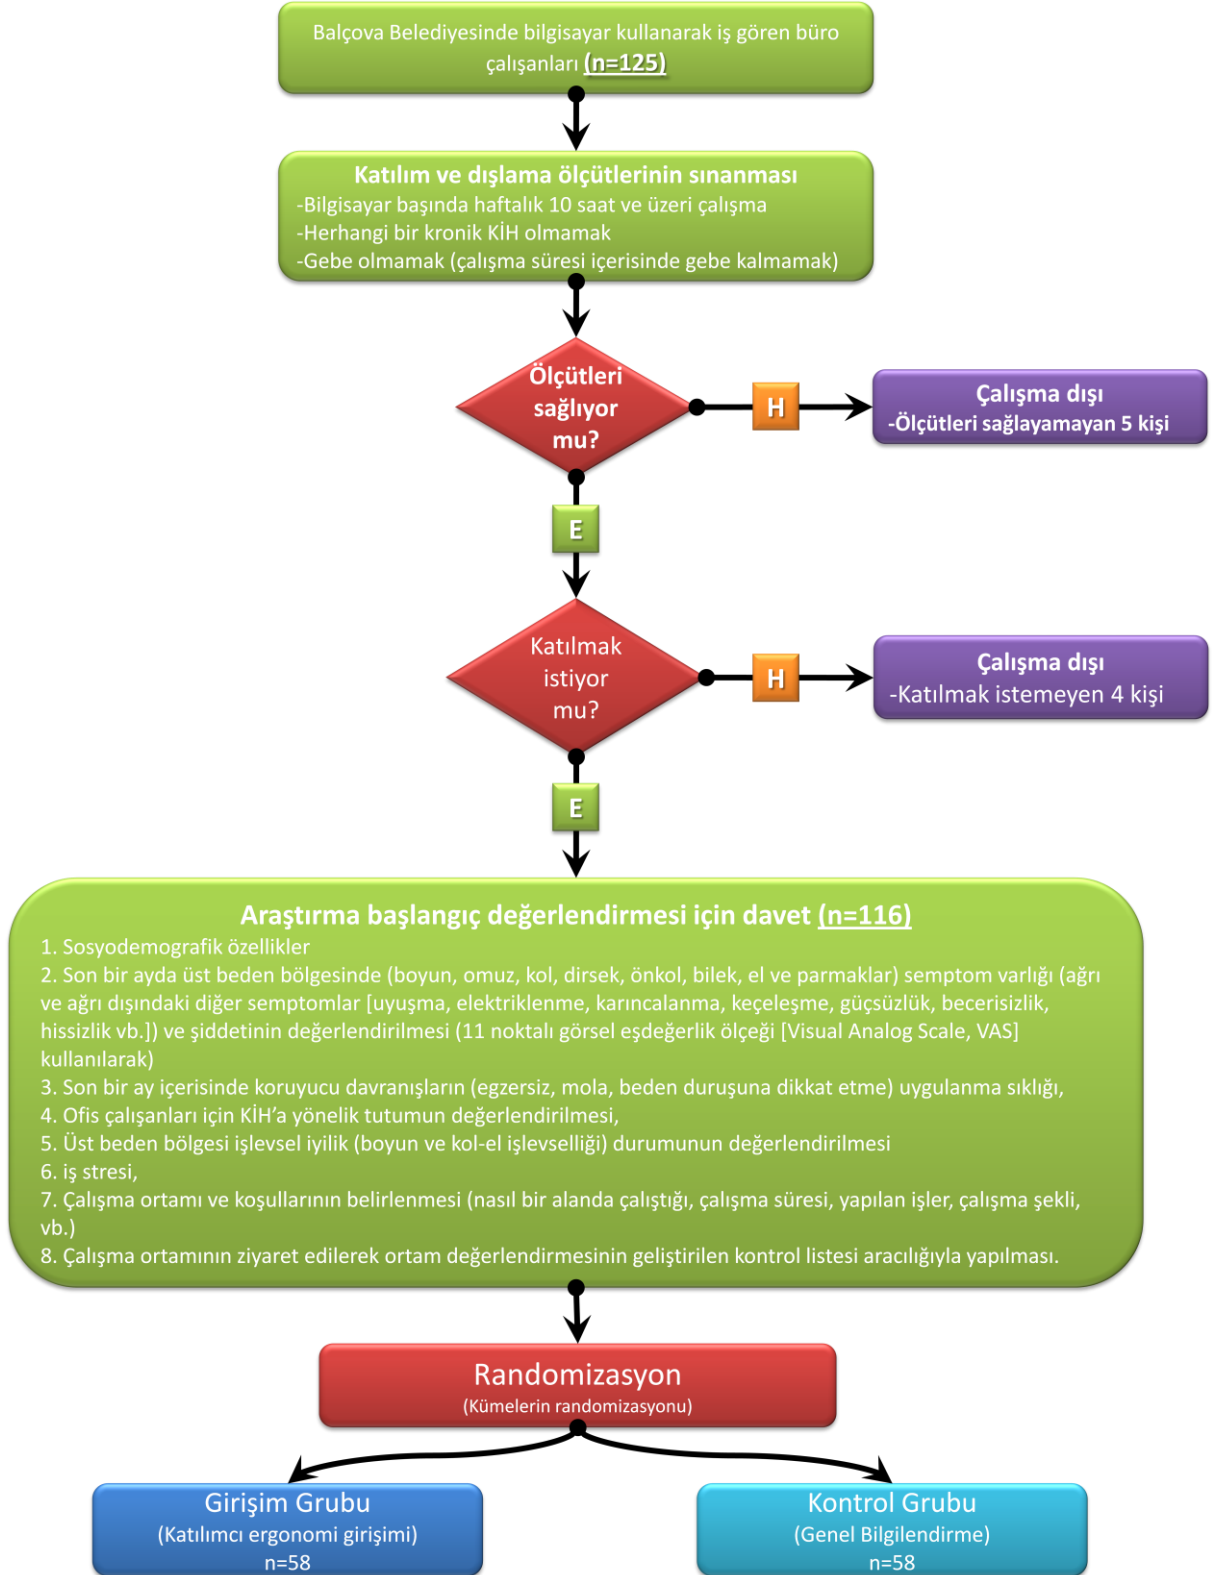 Balçova Belediyesinde bilgisayar kullanarak iş gören büro
çalışanları (n=125)
Katılım ve dışlama ölçütlerinin sınanması
-Bilgisayar başında haftalık 10 saat ve üzeri çalışma
-Herhangi bir kronik KİH olmamak
-Gebe olmamak (çalışma süresi içerisinde gebe kalmamak)
Ölçütleri
sağlıyor
mu?
H
Çalışma dışı
-Ölçütleri sağlayamayan 5 kişi
E
Katılmak
istiyor
mu?
H
Çalışma dışı
-Katılmak istemeyen 4 kişi
E
Araştırma başlangıç değerlendirmesi için davet (n=116)
1. Sosyodemografik özellikler
2. Son bir ayda üst beden bölgesinde (boyun, omuz, kol, dirsek, önkol, bilek, el ve parmaklar) semptom varlığı (ağrı
ve ağrı dışındaki diğer semptomlar [uyuşma, elektriklenme, karıncalanma, keçeleşme, güçsüzlük, becerisizlik,
hissizlik vb.]) ve şiddetinin değerlendirilmesi (11 noktalı görsel eşdeğerlik ölçeği [Visual Analog Scale, VAS]
kullanılarak)
3. Son bir ay içerisinde koruyucu davranışların (egzersiz, mola, beden duruşuna dikkat etme) uygulanma sıklığı,
4. Ofis çalışanları için KİH’a yönelik tutumun değerlendirilmesi,
5. Üst beden bölgesi işlevsel iyilik (boyun ve kol-el işlevselliği) durumunun değerlendirilmesi
6. iş stresi,
7. Çalışma ortamı ve koşullarının belirlenmesi (nasıl bir alanda çalıştığı, çalışma süresi, yapılan işler, çalışma şekli,
vb.)
8. Çalışma ortamının ziyaret edilerek ortam değerlendirmesinin geliştirilen kontrol listesi aracılığıyla yapılması.
Randomizasyon
(Kümelerin randomizasyonu)
Girişim Grubu
(Katılımcı ergonomi girişimi)
n=58
Kontrol Grubu
(Genel Bilgilendirme)
n=58